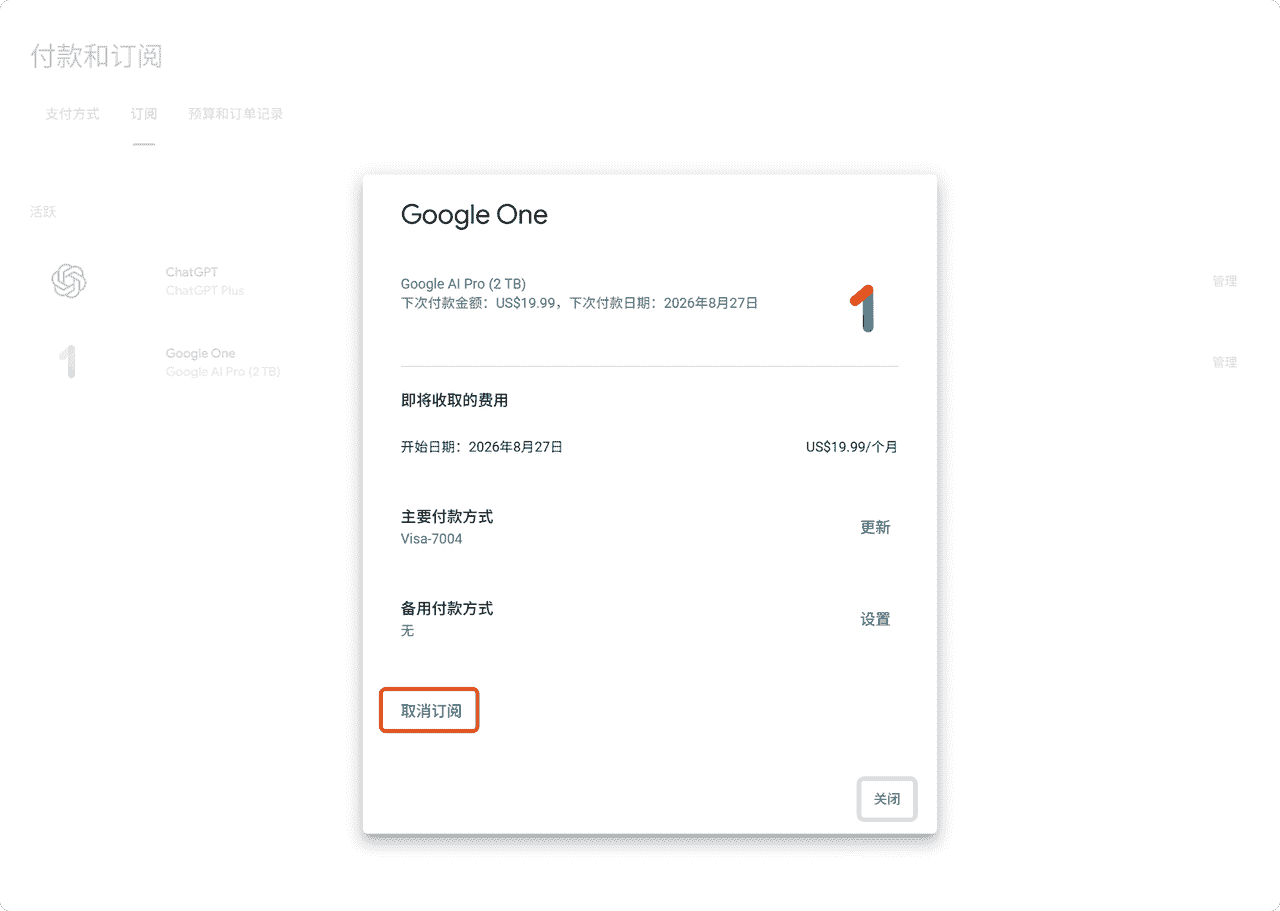 付款和订阅
支付方式 订阅 预算和订单记录
活跃
ChatGPT
ChatGPT Plus
管理
Google One
Google AI Pro (2 TB)
管理
Google One
Google AI Pro (2 TB)
下次付款金额：US$19.99，下次付款日期：2026年8月27日
即将收取的费用
开始日期：2026年8月27日 US$19.99/个月
主要付款方式
Visa-7004
更新
备用付款方式
无
设置
取消订阅
关闭